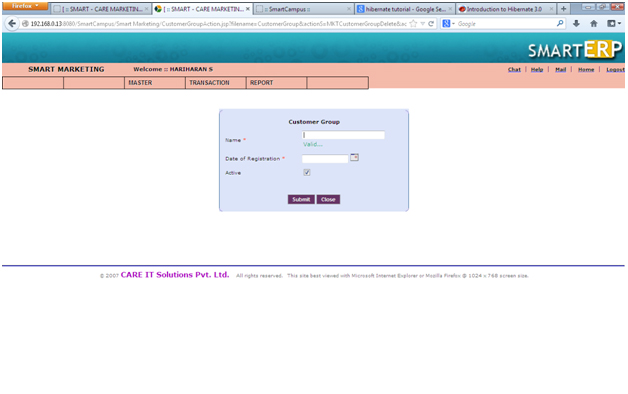 firefox
[ :: SMART - CARE MARKETIN...
[ :: SMART - CARE MARKETIN...
:: SmartCampus ::
hibernate tutorial - Google Se...
Introduction to Hibernate 3.0
192.168.0.13:8080/SmartCampus/Smart Marketing/CustomerGroupAction.jsp?filename=CustomerGroup&actionS=MKTCustomerGroupDelete&ac
Google
SMARTERP
SMART MARKETING Welcome :: HARIHARAN S Chat | Help | Mail | Home | Logout
MASTER TRANSACTION REPORT
Customer Group
Name *
Valid...
Date of Registration *
Active
Submit Close
© 2007 CARE IT Solutions Pvt. Ltd. All rights reserved. This site best viewed with Microsoft Internet Explorer or Mozilla Firefox @ 1024 x 768 screen size.